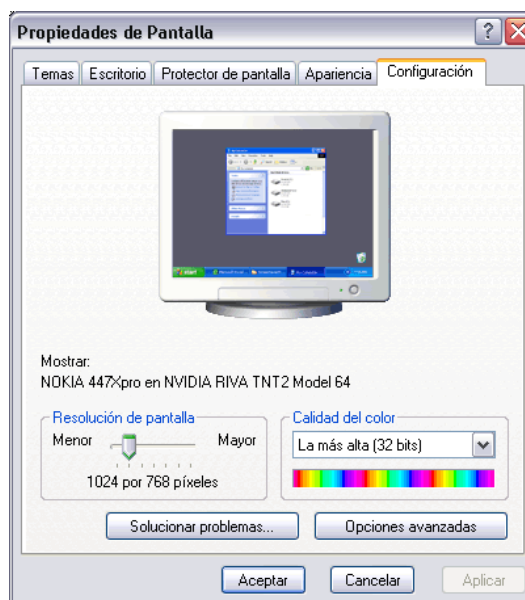 Propiedades de Pantalla
Temas Escritorio Protector de pantalla Apariencia Configuración
Mostrar:
NOKIA 447Xpro en NVIDIA RIVA TNT2 Model 64
Resolución de pantalla
Menor Mayor
1024 por 768 píxeles
Calidad del color
La más alta (32 bits)
Solucionar problemas... Opciones avanzadas
Aceptar Cancelar Aplicar